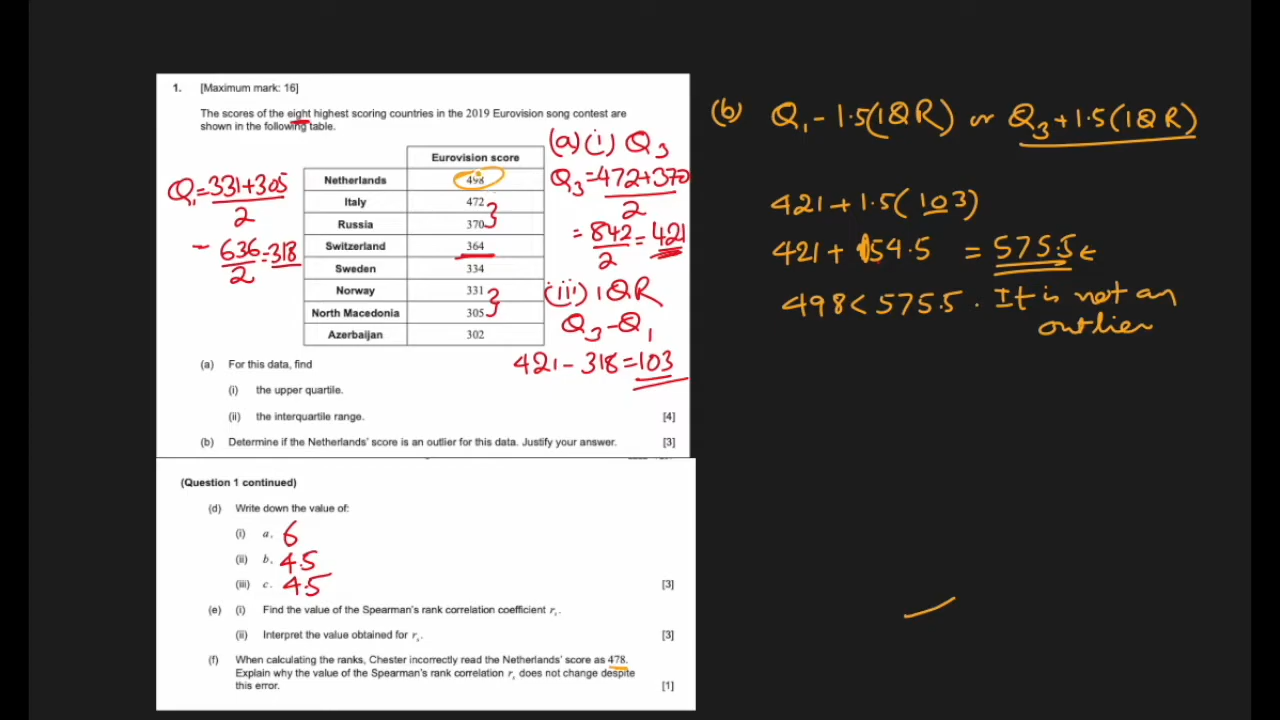 1. [Maximum mark: 16]
The scores of the eight highest scoring countries in the 2019 Eurovision song contest are
shown in the following table.
Eurovision score
Netherlands 498
Italy 472
Russia 370
Switzerland 364
Sweden 334
Norway 331
North Macedonia 305
Azerbaijan 302
Q₁ = 331+305
2
- 636 = 318
2
(a)(i) Q₃
Q₃ = 472+370
2
= 842 = 421
2
(iii) IQR
Q₃ - Q₁
421 - 318 = 103
(a) For this data, find
(i) the upper quartile.
(ii) the interquartile range. [4]
(b) Determine if the Netherlands' score is an outlier for this data. Justify your answer. [3]
(Question 1 continued)
(d) Write down the value of:
(i) a. 6
(ii) b. 4.5
(iii) c. 4.5 [3]
(e) (i) Find the value of the Spearman's rank correlation coefficient rₛ.
(ii) Interpret the value obtained for rₛ. [3]
(f) When calculating the ranks, Chester incorrectly read the Netherlands' score as 478.
Explain why the value of the Spearman's rank correlation rₛ does not change despite
this error. [1]
(b) Q₁ - 1.5(IQR) or Q₃ + 1.5(IQR)
421 + 1.5(103)
421 + 154.5 = 575.5
498 < 575.5. It is not an
outlier